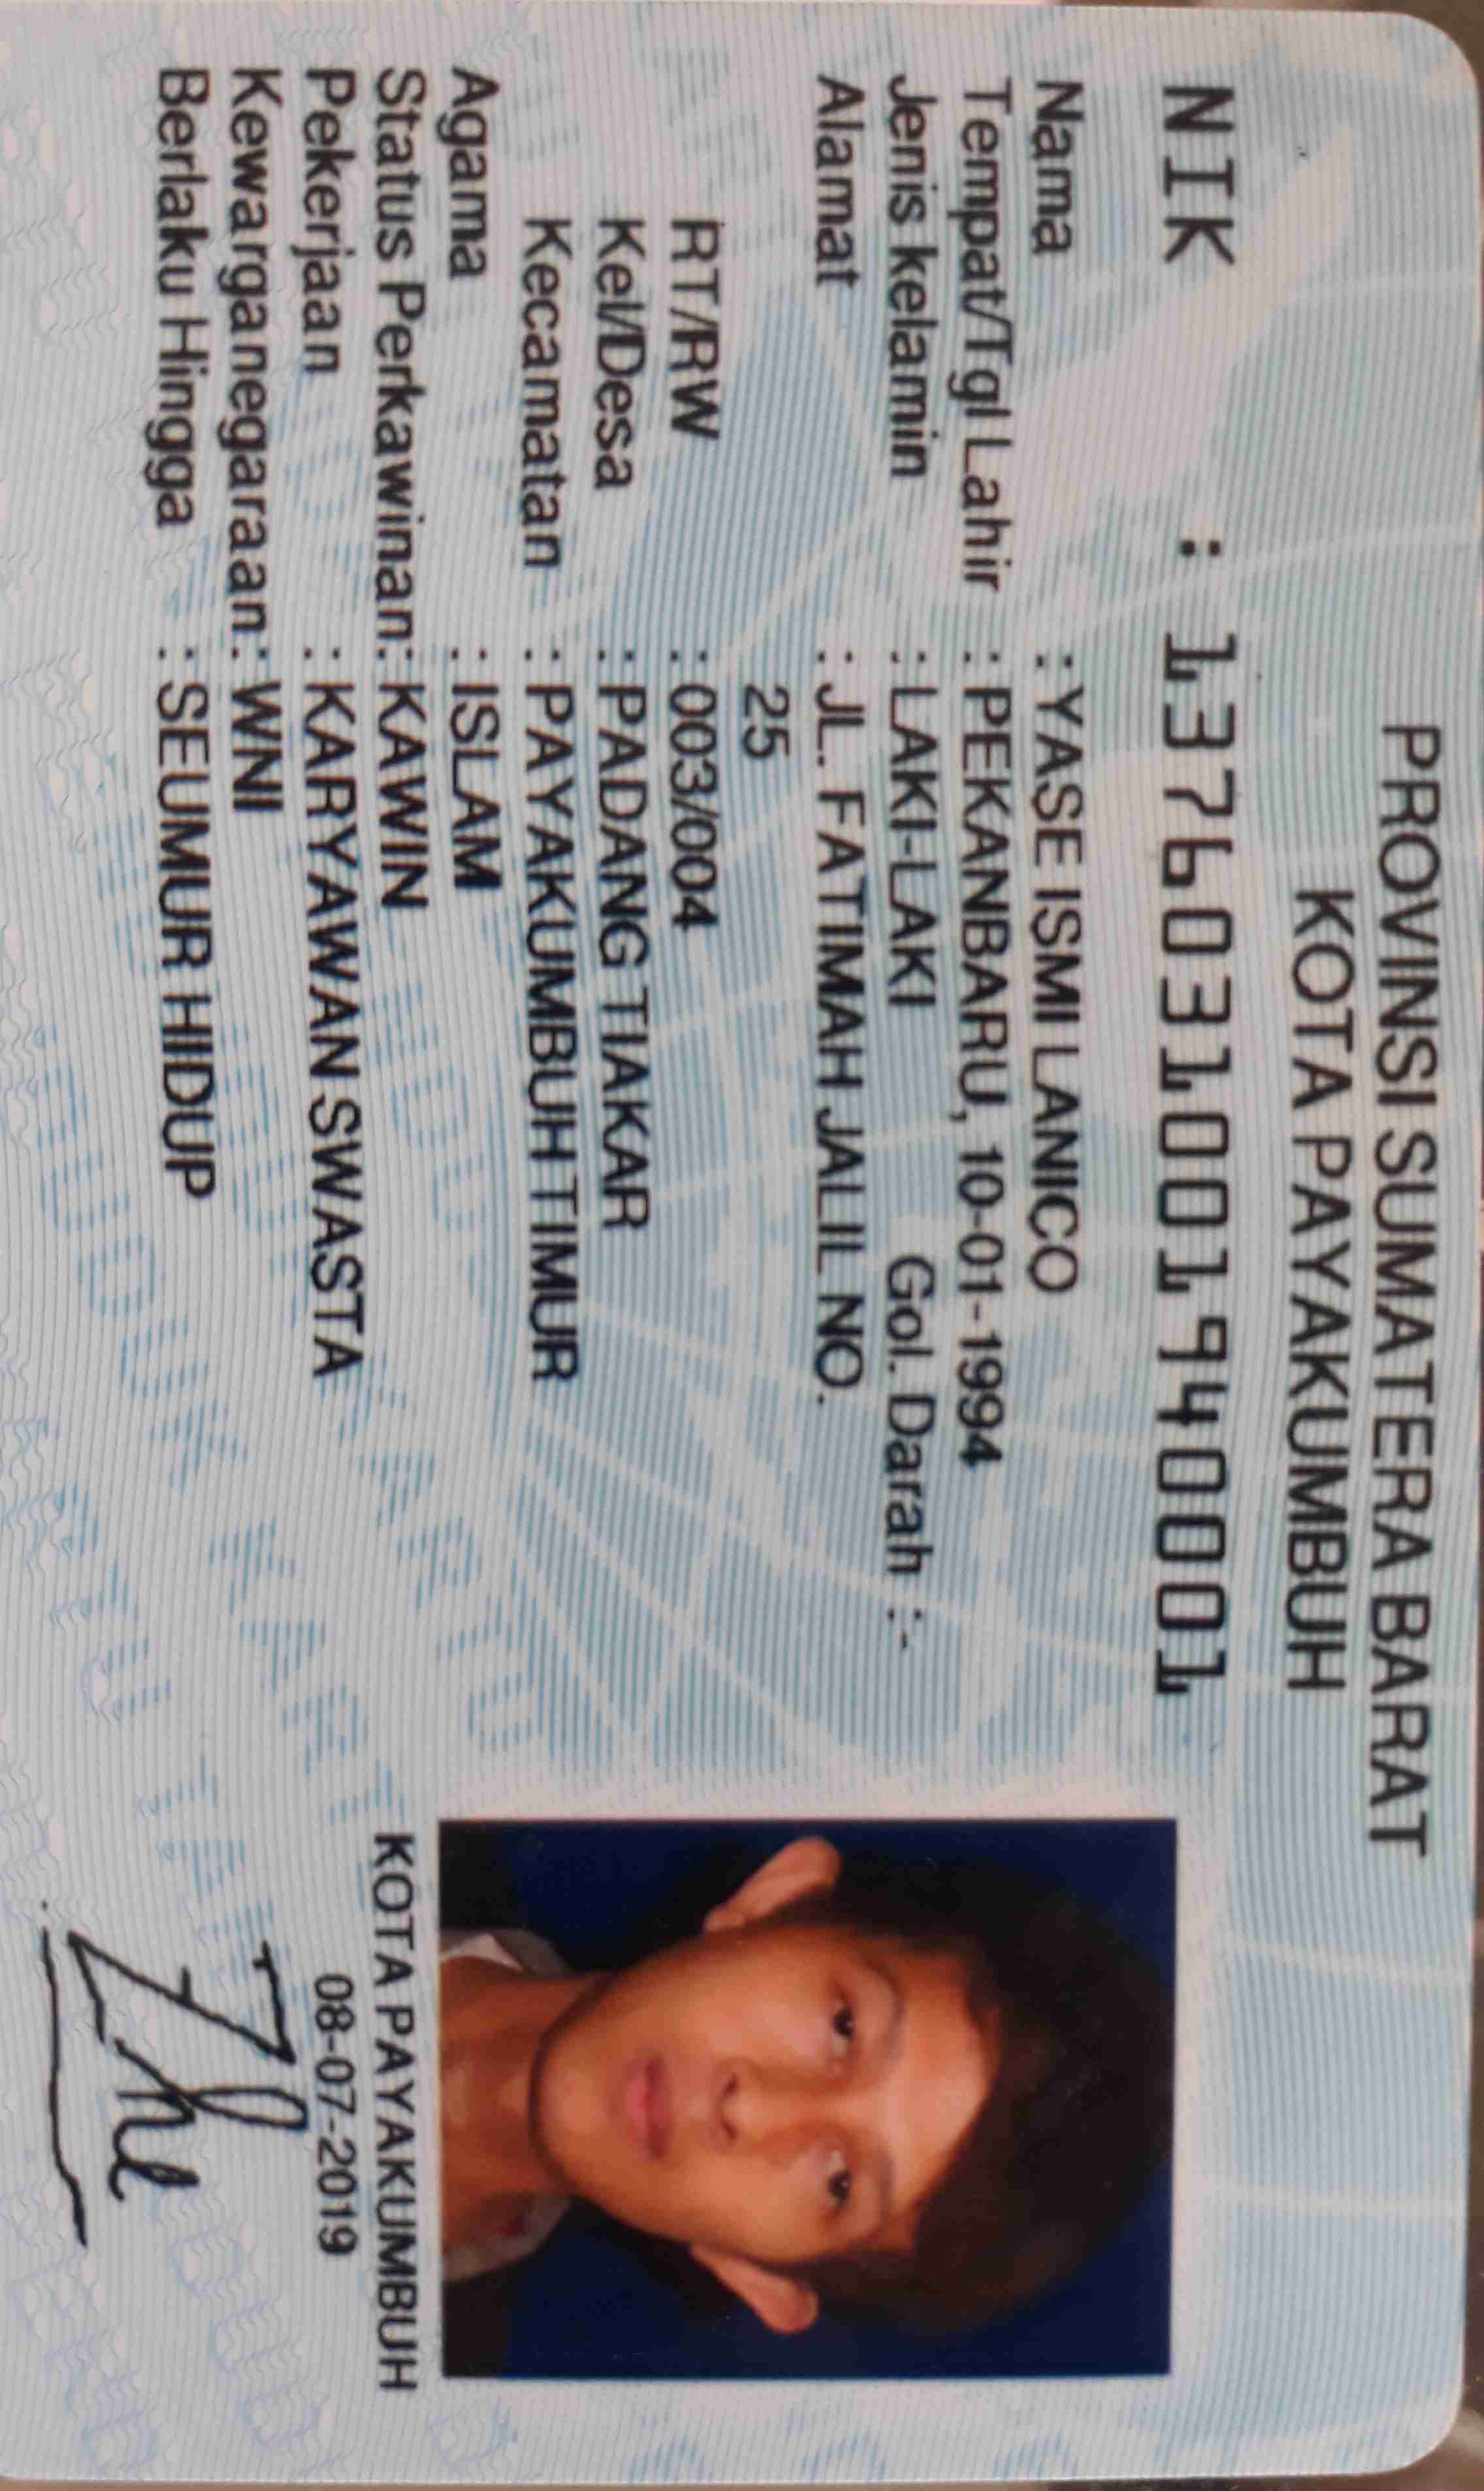 PROVINSI SUMATERA BARAT
KOTA PAYAKUMBUH
NIK : 1376031001940001
Nama : YASE ISMI LANICO
Tempat/Tgl Lahir : PEKANBARU, 10-01-1994
Jenis kelamin : LAKI-LAKI Gol. Darah :-
Alamat : JL. FATIMAH JALIL NO.
25
RT/RW : 003/004
Kel/Desa : PADANG TIAKAR
Kecamatan : PAYAKUMBUH TIMUR
Agama : ISLAM
Status Perkawinan: KAWIN
Pekerjaan : KARYAWAN SWASTA
Kewarganegaraan: WNI
Berlaku Hingga : SEUMUR HIDUP
KOTA PAYAKUMBUH
08-07-2019